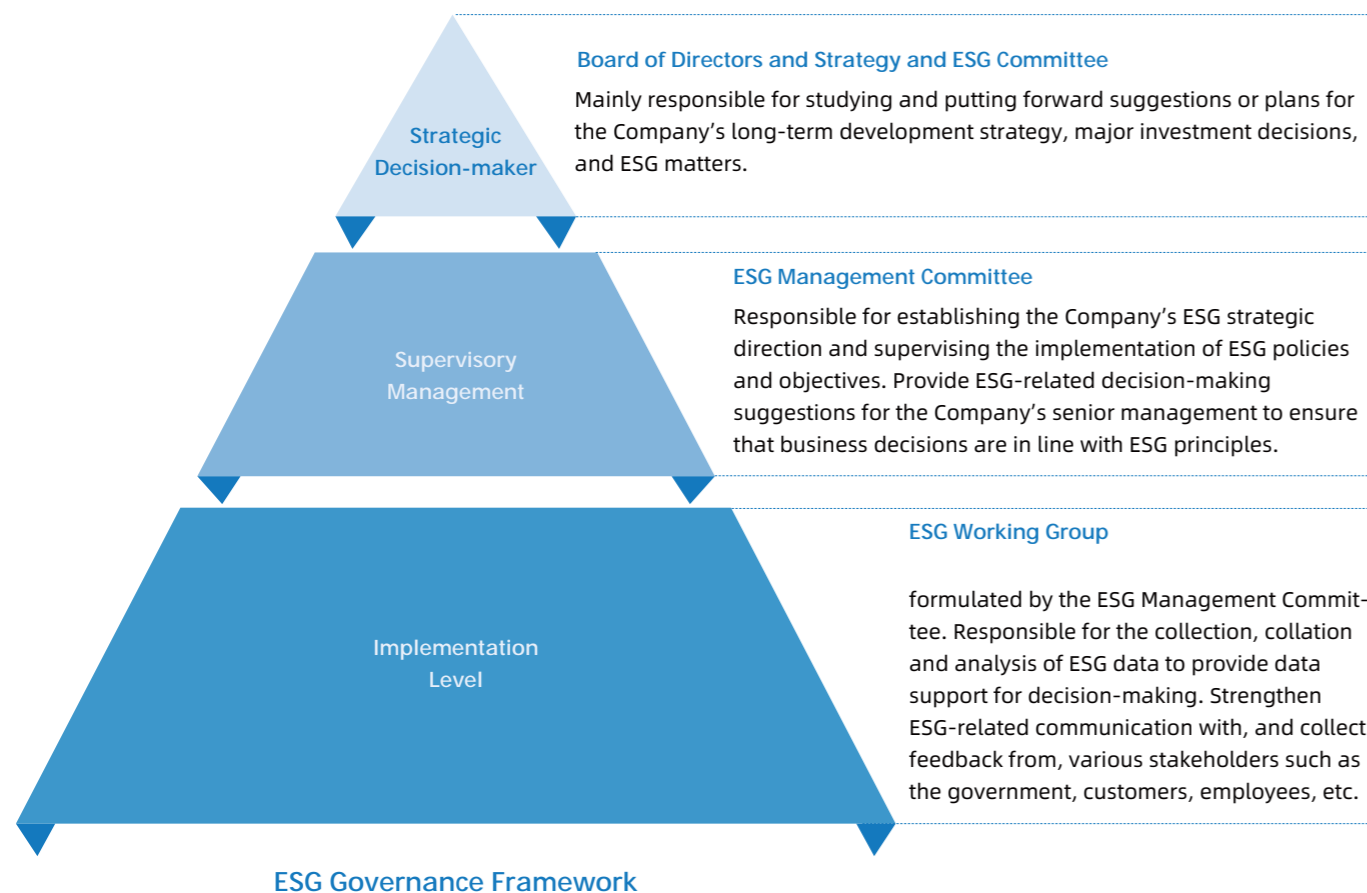 Strategic
Decision-maker
Board of Directors and Strategy and ESG Committee
Mainly responsible for studying and putting forward suggestions or plans for
the Company's long-term development strategy, major investment decisions,
and ESG matters.
Supervisory
Management
ESG Management Committee
Responsible for establishing the Company's ESG strategic
direction and supervising the implementation of ESG policies
and objectives. Provide ESG-related decision-making
suggestions for the Company's senior management to ensure
that business decisions are in line with ESG principles.
Implementation
Level
ESG Working Group
formulated by the ESG Management Commit-
tee. Responsible for the collection, collation
and analysis of ESG data to provide data
support for decision-making. Strengthen
ESG-related communication with, and collect
feedback from, various stakeholders such as
the government, customers, employees, etc.
ESG Governance Framework